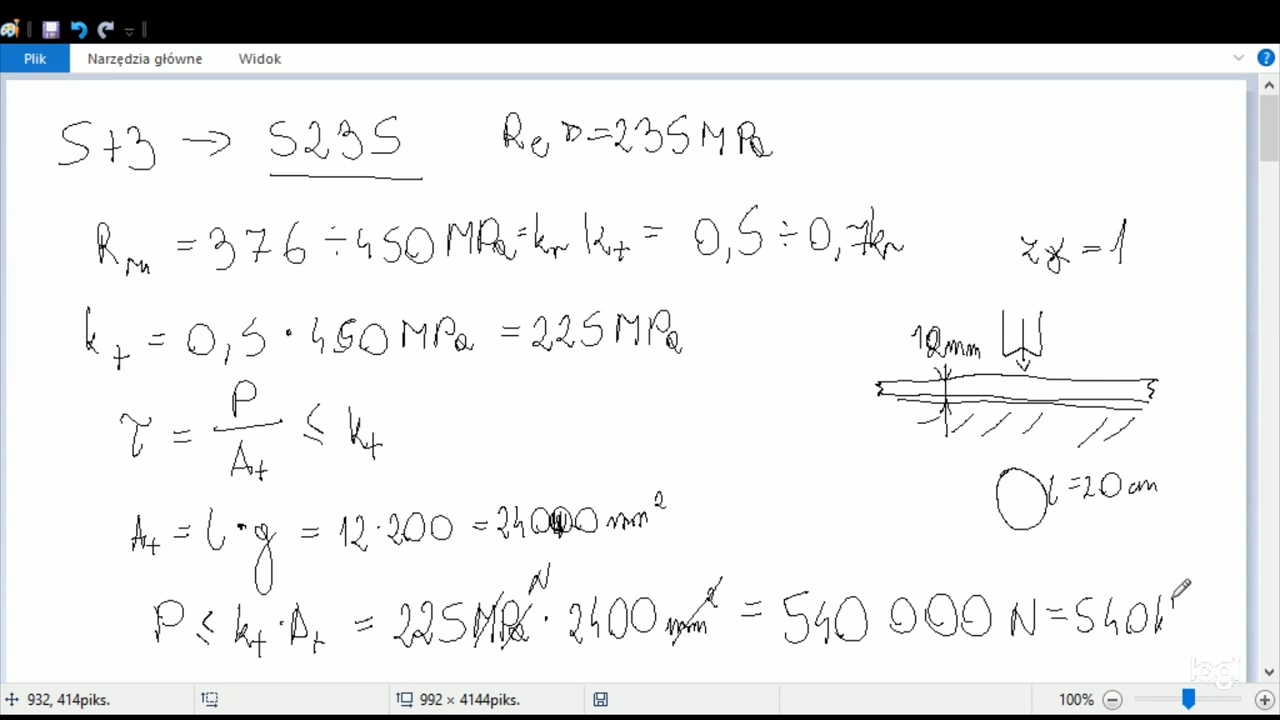 Plik Narzędzia główne Widok
St3 → S235 Re = 235 MPa
Rm = 376 ÷ 450 MPa = kr kt = 0,5 ÷ 0,7kr
kt = 0,5 · 450 MPa = 225 MPa
12mm
τ = P/At ≤ kt
l = 20 cm
At = l · g = 12 · 200 = 2400 mm²
P ≤ kt · At = 225 MPa N · 2400 mm² = 540 000 N = 540k
logi
932, 414piks. 992 × 4144piks. 100%